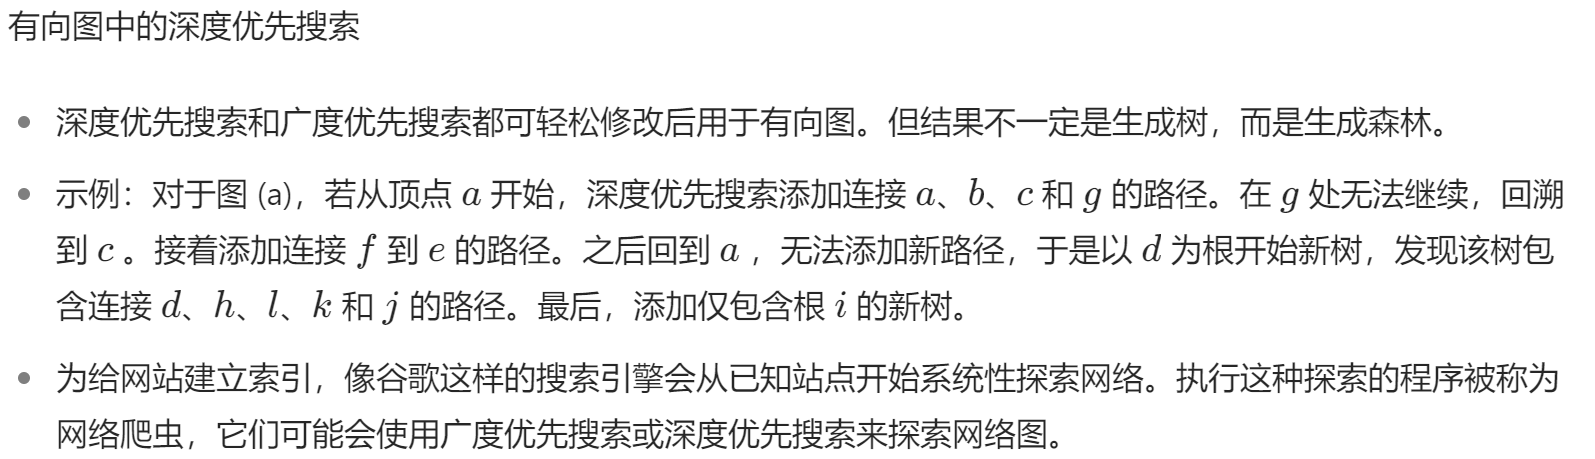 有向图中的深度优先搜索
• 深度优先搜索和广度优先搜索都可轻松修改后用于有向图。但结果不一定是生成树，而是生成森林。
• 示例：对于图 (a)，若从顶点 a 开始，深度优先搜索添加连接 a、b、c 和 g 的路径。在 g 处无法继续，回溯
到 c 。接着添加连接 f 到 e 的路径。之后回到 a ，无法添加新路径，于是以 d 为根开始新树，发现该树包
含连接 d、h、l、k 和 j 的路径。最后，添加仅包含根 i 的新树。
• 为给网站建立索引，像谷歌这样的搜索引擎会从已知站点开始系统性探索网络。执行这种探索的程序被称为
网络爬虫，它们可能会使用广度优先搜索或深度优先搜索来探索网络图。